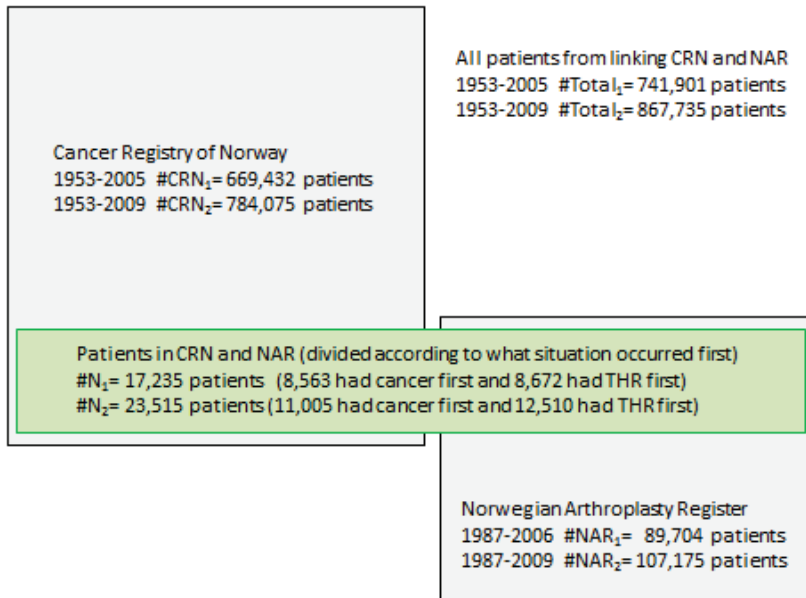 All patients from linking CRN and NAR
1953-2005 #Total₁= 741,901 patients
1953-2009 #Total₂= 867,735 patients
Cancer Registry of Norway
1953-2005 #CRN₁= 669,432 patients
1953-2009 #CRN₂= 784,075 patients
Patients in CRN and NAR (divided according to what situation occurred first)
#N₁= 17,235 patients (8,563 had cancer first and 8,672 had THR first)
#N₂= 23,515 patients (11,005 had cancer first and 12,510 had THR first)
Norwegian Arthroplasty Register
1987-2006 #NAR₁= 89,704 patients
1987-2009 #NAR₂= 107,175 patients